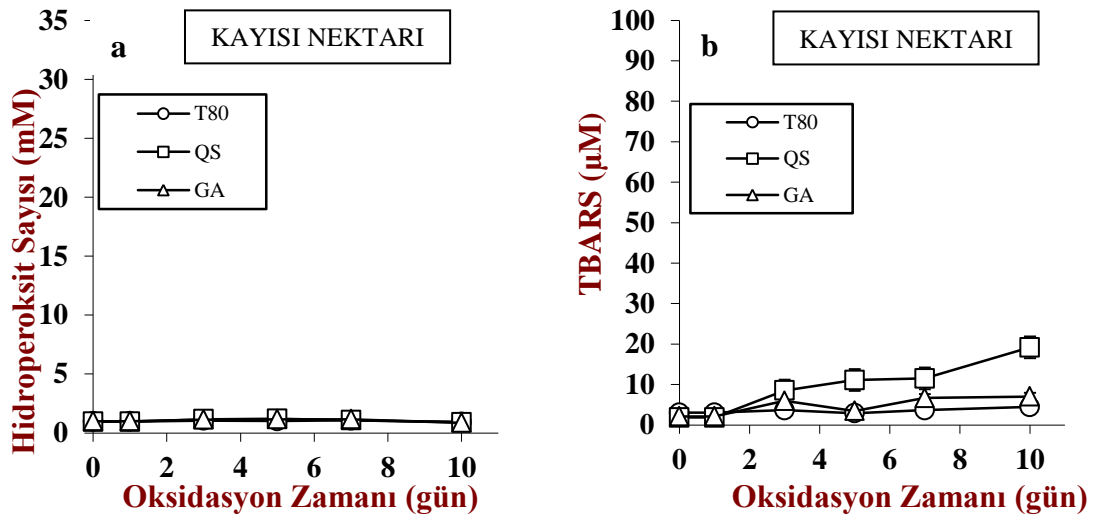 a
KAYISI NEKTARI
T80
QS
GA
Hidroperoksit Sayısı (mM)
35
30
25
20
15
10
5
0
0 2 4 6 8 10
Oksidasyon Zamanı (gün)
b
KAYISI NEKTARI
T80
QS
GA
TBARS (µM)
100
90
80
70
60
50
40
30
20
10
0
0 2 4 6 8 10
Oksidasyon Zamanı (gün)